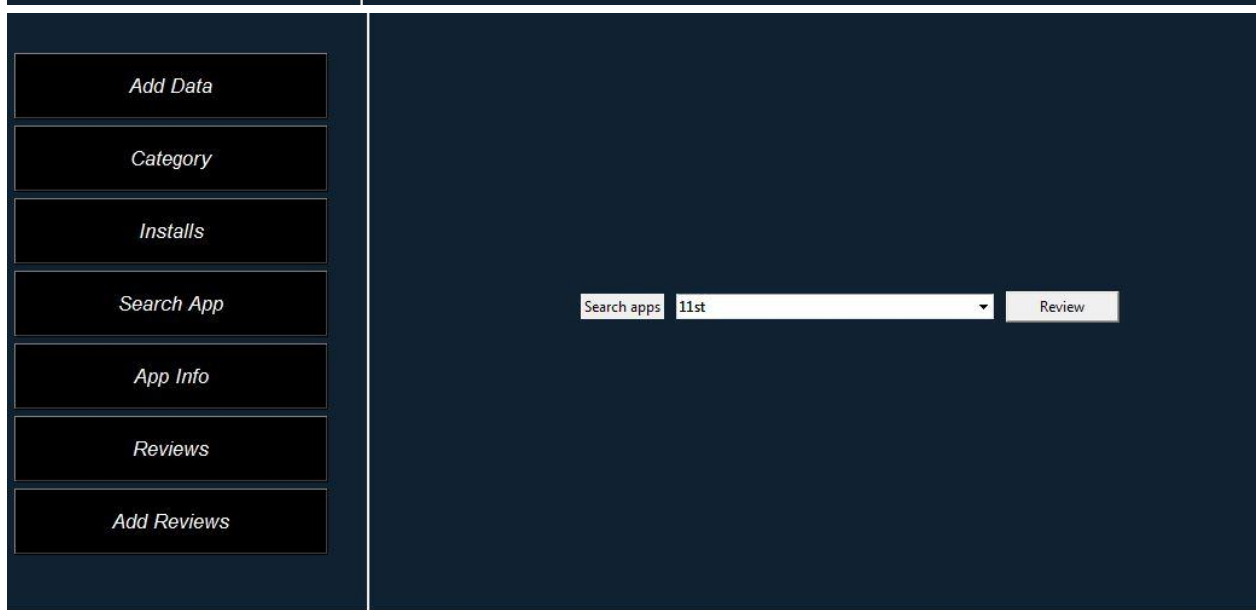 Add Data
Category
Installs
Search App
App Info
Reviews
Add Reviews
Search apps 11st Review